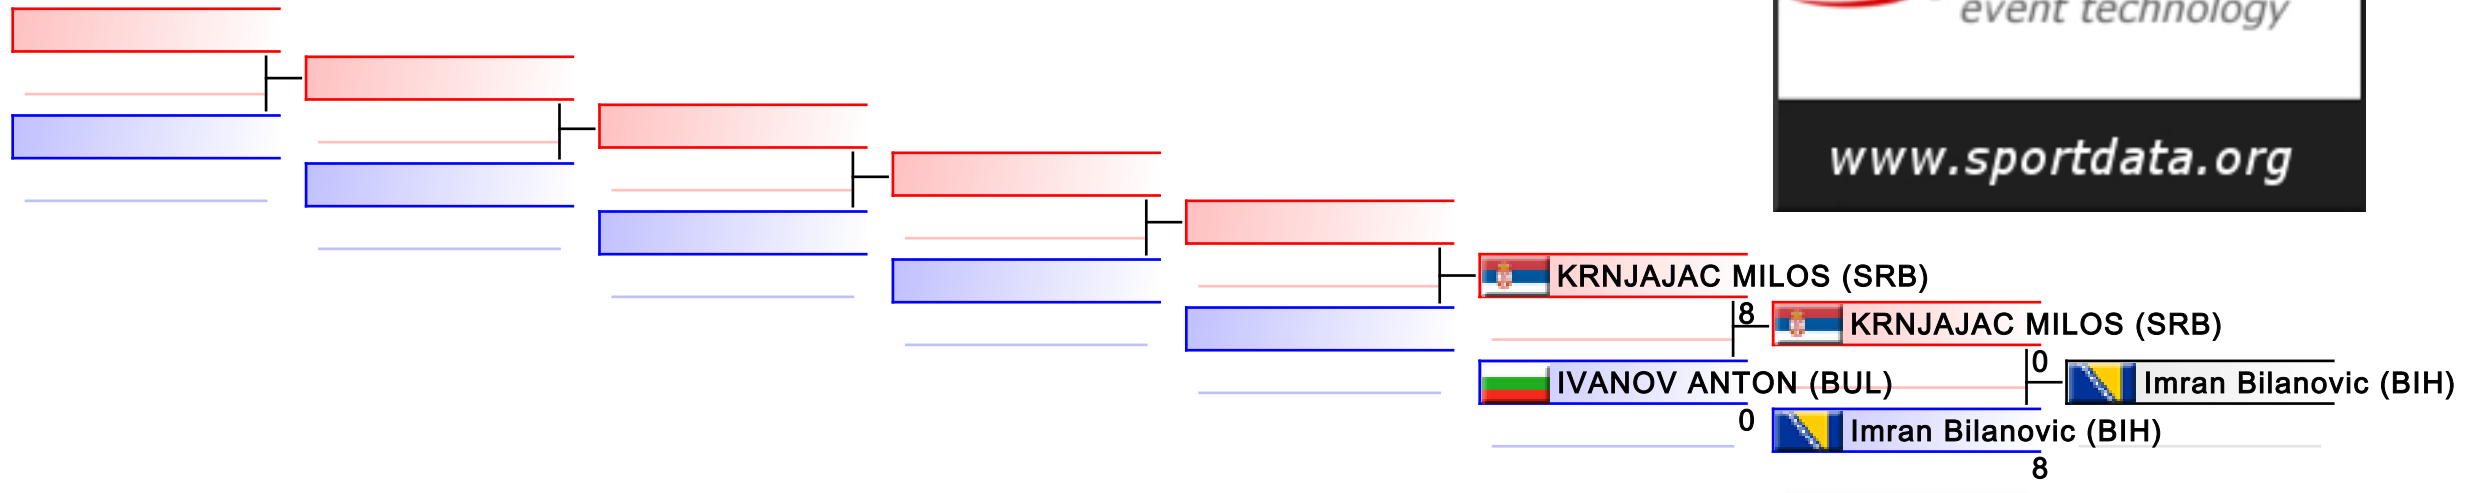 event technology
www.sportdata.org
KRNJAJAC MILOS (SRB)
8
KRNJAJAC MILOS (SRB)
0
IVANOV ANTON (BUL)
0
Imran Bilanovic (BIH)
Imran Bilanovic (BIH)
8